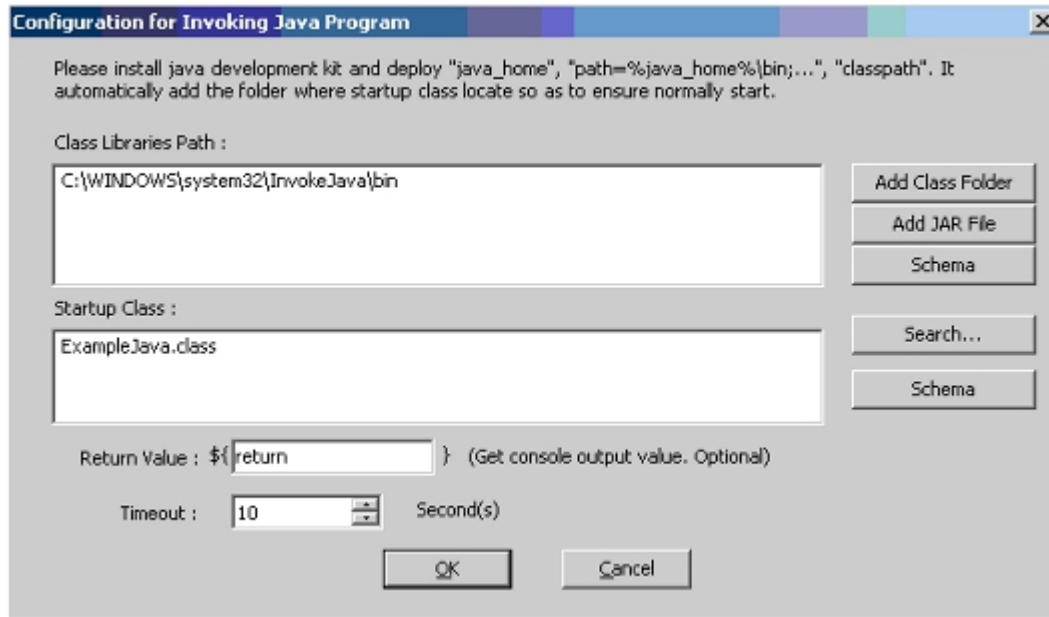 Configuration for Invoking Java Program
Please install java development kit and deploy "java_home", "path=%java_home%\bin;...", "classpath". It
automatically add the folder where startup class locate so as to ensure normally start.
Class Libraries Path :
C:\WINDOWS\system32\InvokeJava\bin
Add Class Folder
Add JAR File
Schema
Startup Class :
ExampleJava.class
Search...
Schema
Return Value : ${return } (Get console output value. Optional)
Timeout : 10 Second(s)
OK Cancel